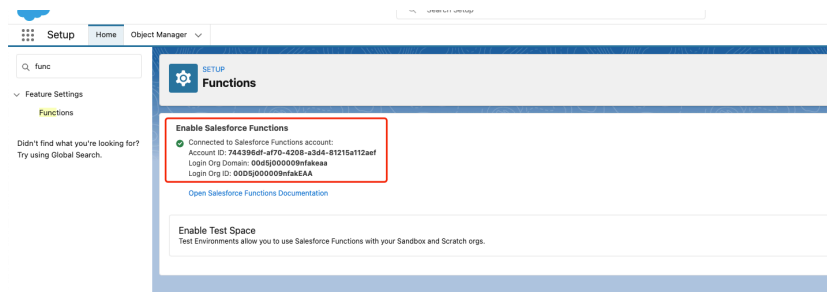 Search Setup
Setup
Home
Object Manager
func
SETUP
Functions
Feature Settings
Functions
Didn't find what you're looking for?
Try using Global Search.
Enable Salesforce Functions
Connected to Salesforce Functions account:
Account ID: 744396df-af70-4208-a3d4-81215a112aef
Login Org Domain: 00d5j000009nfakeaa
Login Org ID: 00D5j000009nfakEAA
Open Salesforce Functions Documentation
Enable Test Space
Test Environments allow you to use Salesforce Functions with your Sandbox and Scratch orgs.